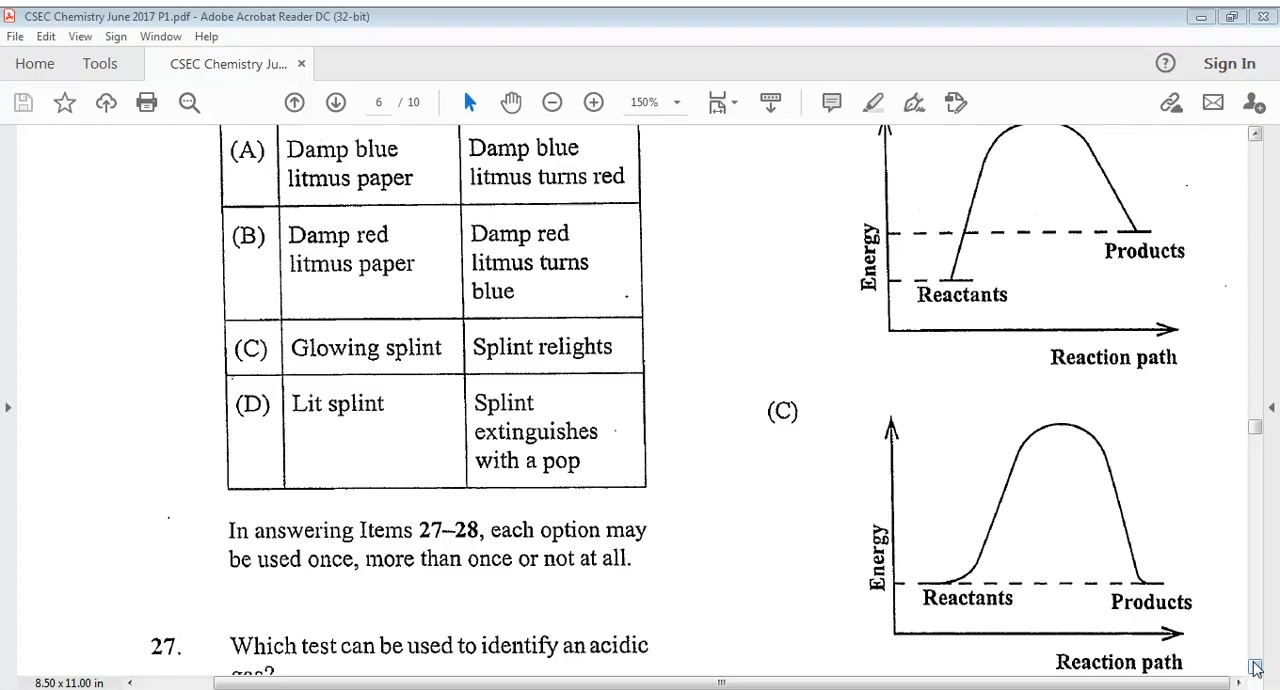 CSEC Chemistry June 2017 P1.pdf - Adobe Acrobat Reader DC (32-bit)
File Edit View Sign Window Help
Home Tools CSEC Chemistry Ju... × Sign In
6 / 10 150%
(A) Damp blue litmus paper Damp blue litmus turns red
(B) Damp red litmus paper Damp red litmus turns blue
(C) Glowing splint Splint relights
(D) Lit splint Splint extinguishes with a pop
In answering Items 27–28, each option may
be used once, more than once or not at all.
27. Which test can be used to identify an acidic
gas?
Energy
Products
Reactants
Reaction path
(C)
Energy
Reactants Products
Reaction path
8.50 x 11.00 in